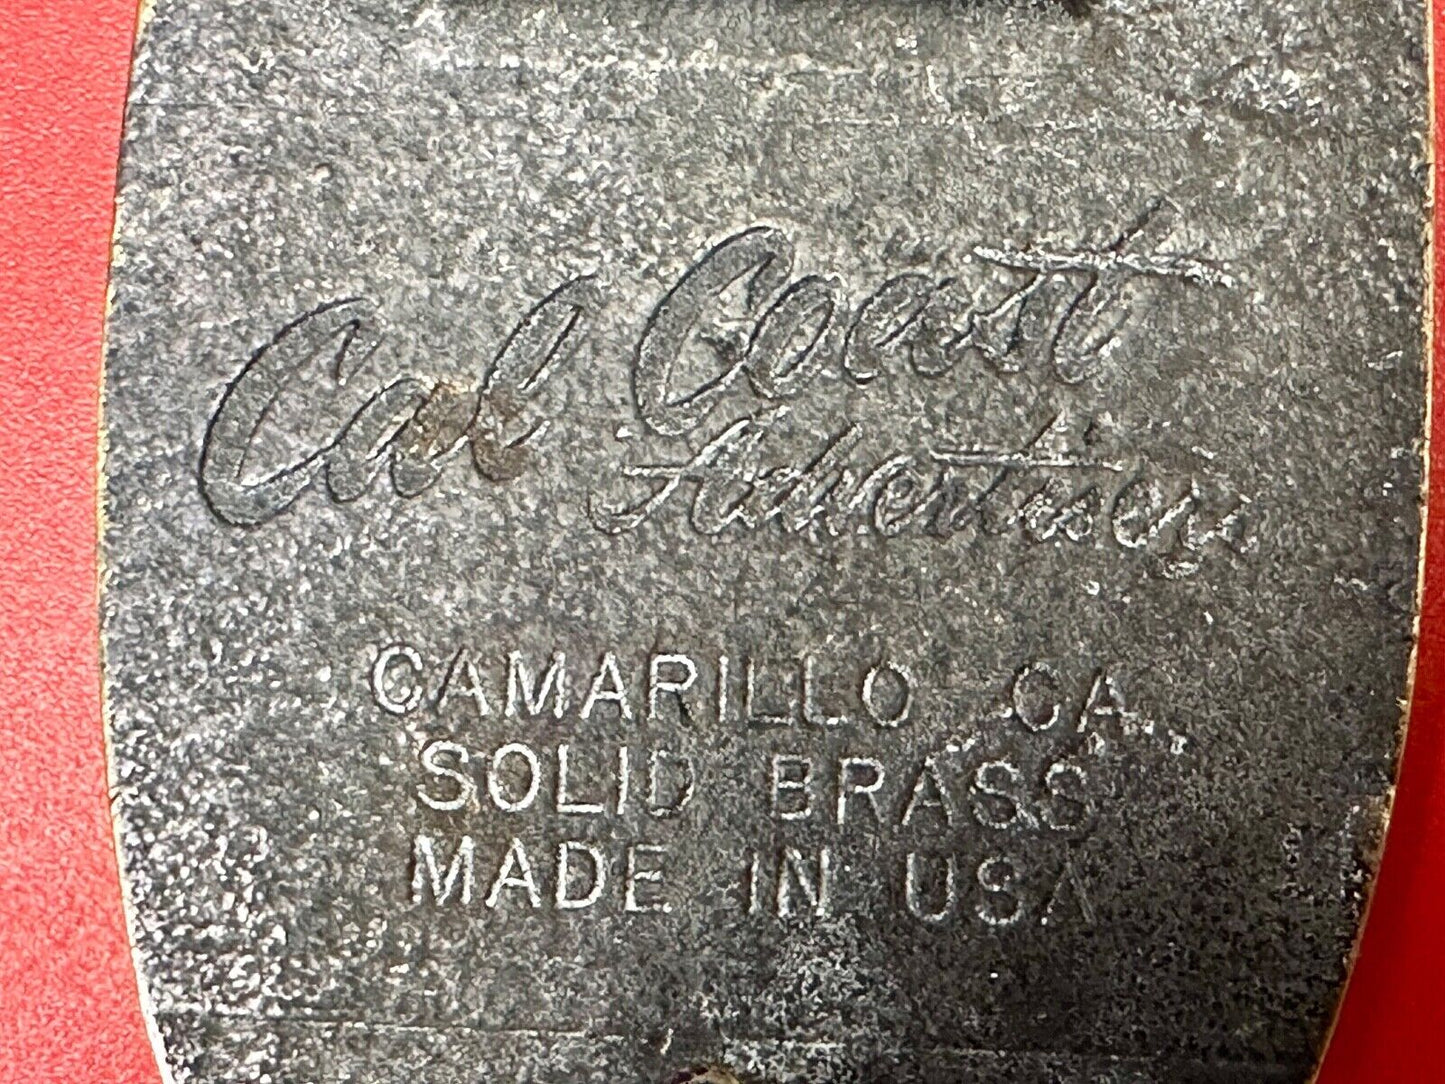 Cal Coast
Advertisers
CAMARILLO, CA.
SOLID BRASS
MADE IN USA